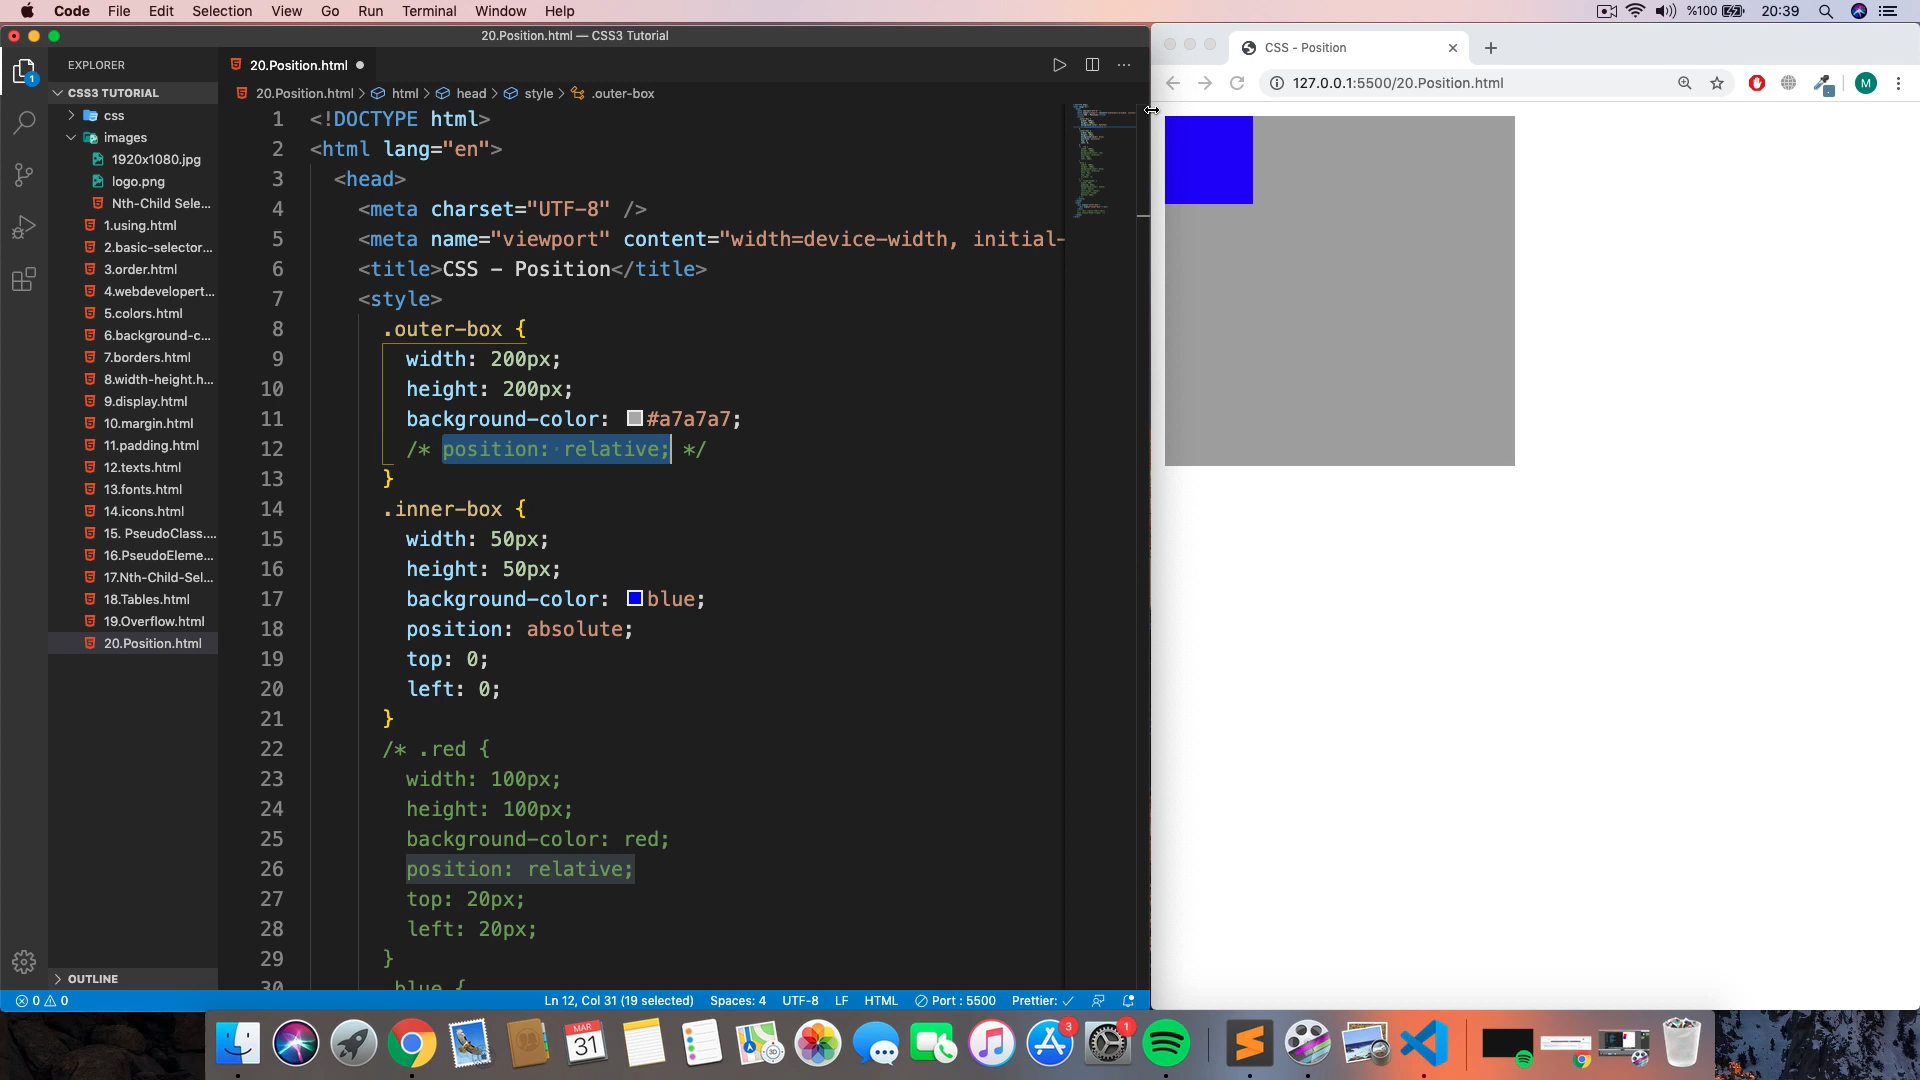 Code File Edit Selection View Go Run Terminal Window Help
%100 20:39
20.Position.html — CSS3 Tutorial
EXPLORER
CSS3 TUTORIAL
css
images
1920x1080.jpg
logo.png
Nth-Child Sele...
1.using.html
2.basic-selector...
3.order.html
4.webdevelopert...
5.colors.html
6.background-c...
7.borders.html
8.width-height.h...
9.display.html
10.margin.html
11.padding.html
12.texts.html
13.fonts.html
14.icons.html
15. PseudoClass....
16.PseudoEleme...
17.Nth-Child-Sel...
18.Tables.html
19.Overflow.html
20.Position.html
OUTLINE
1
20.Position.html
20.Position.html > html > head > style > .outer-box
1 <!DOCTYPE html>
2 <html lang="en">
3 <head>
4 <meta charset="UTF-8" />
5 <meta name="viewport" content="width=device-width, initial-
6 <title>CSS - Position</title>
7 <style>
8 .outer-box {
9 width: 200px;
10 height: 200px;
11 background-color: #a7a7a7;
12 /* position: relative; */
13 }
14 .inner-box {
15 width: 50px;
16 height: 50px;
17 background-color: blue;
18 position: absolute;
19 top: 0;
20 left: 0;
21 }
22 /* .red {
23 width: 100px;
24 height: 100px;
25 background-color: red;
26 position: relative;
27 top: 20px;
28 left: 20px;
29 }
30 .blue {
0 0
Ln 12, Col 31 (19 selected) Spaces: 4 UTF-8 LF HTML Port : 5500 Prettier: ✓
CSS - Position
127.0.0.1:5500/20.Position.html
M
MAR
31
3D
3
1